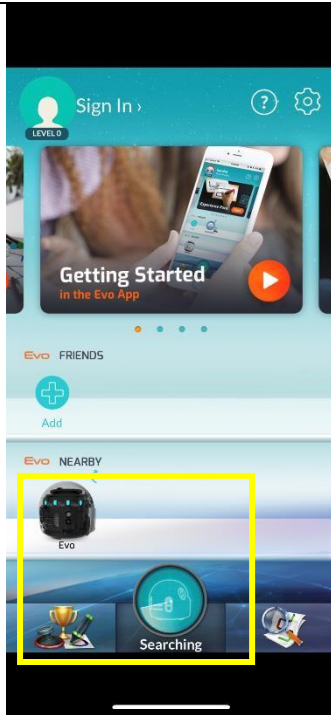 Sign In ›
?
LEVEL 0
Getting Started
in the Evo App
Evo FRIENDS
Add
Evo NEARBY
Evo
Searching